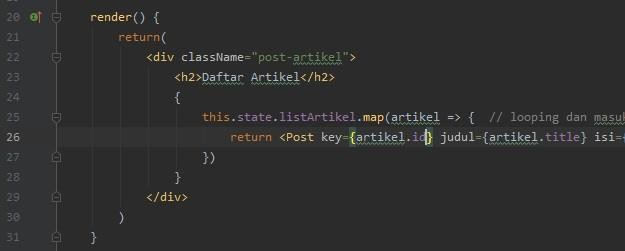 20 render() {
21 return(
22 <div className="post-artikel">
23 <h2>Daftar Artikel</h2>
24 {
25 this.state.listArtikel.map(artikel => { // looping dan masuk
26 return <Post key={artikel.id} judul={artikel.title} isi={
27 })
28 }
29 </div>
30 )
31 }